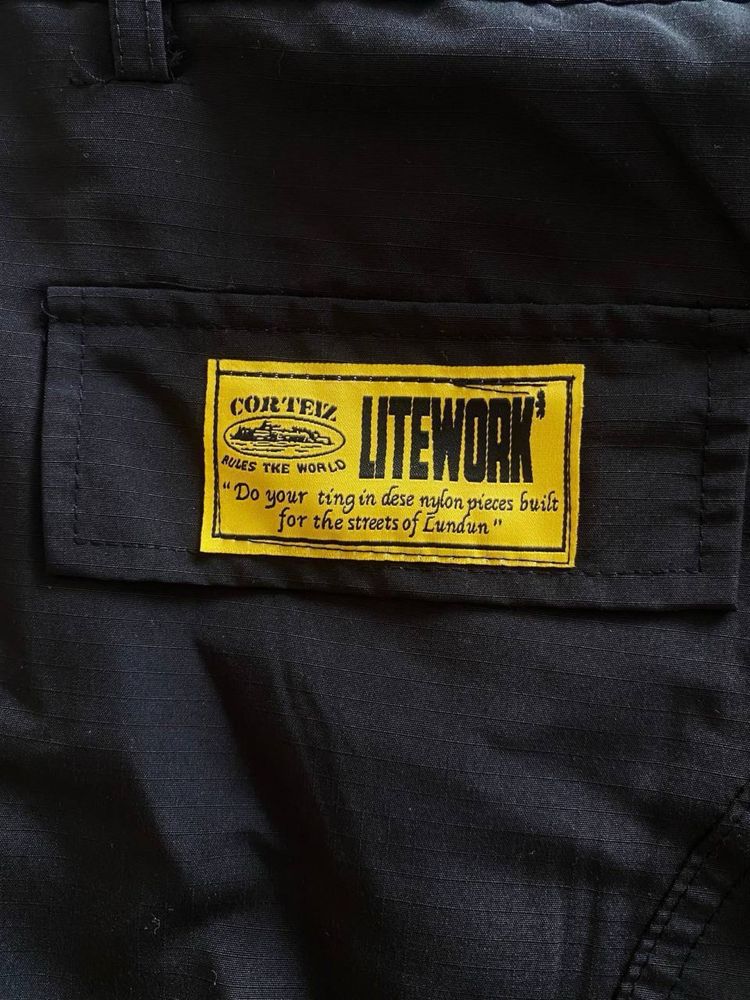 CORTEIZ
RULES THE WORLD
LITEWORK
"Do your ting in dese nylon pieces built
for the streets of Lundun"